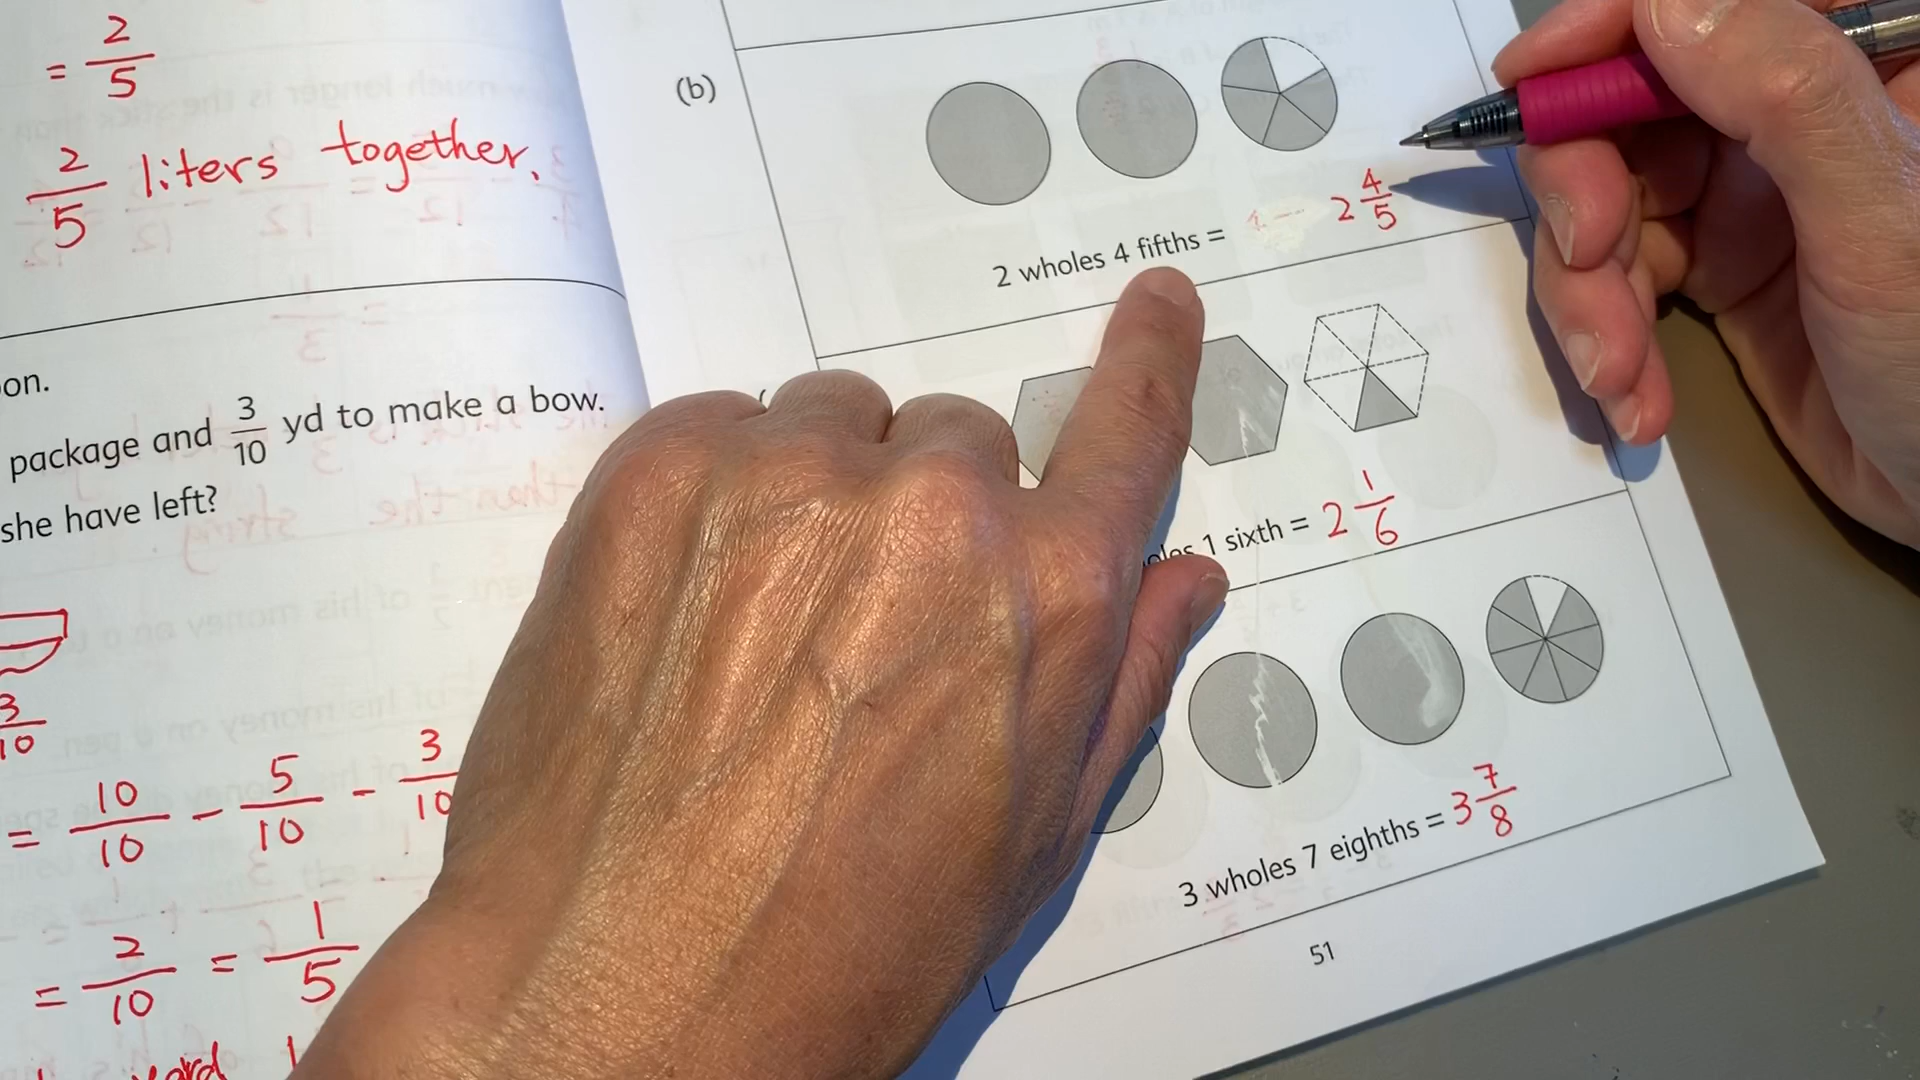 = 2/5
2/5 liters together.
on.
package and 3/10 yd to make a bow.
she have left?
3/10
= 10/10 - 5/10 - 3/10
= 2/10 = 1/5
yard
(b)
2 wholes 4 fifths = 2 4/5
1 sixth = 2 1/6
3 wholes 7 eighths = 3 7/8
51